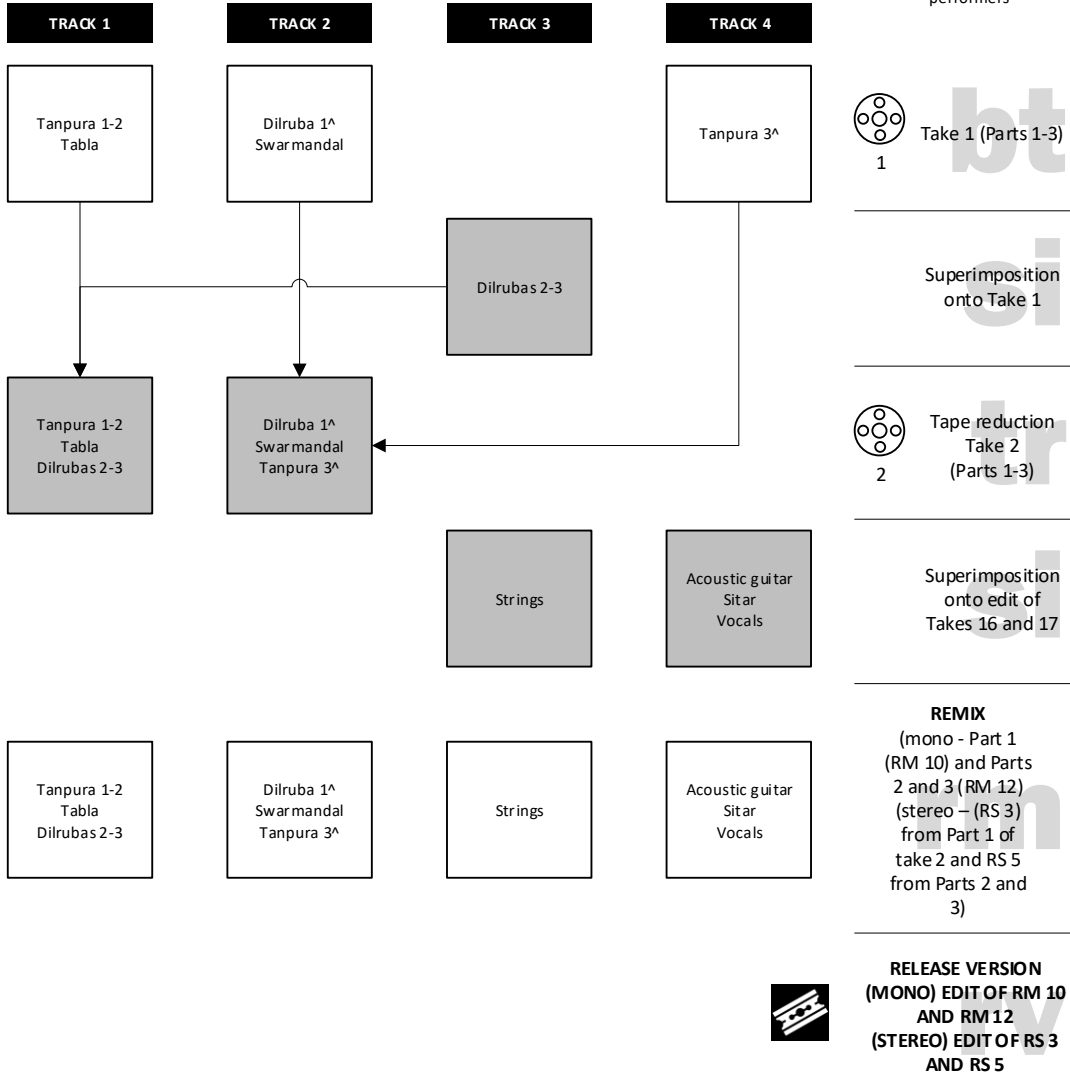 performers
TRACK 1
TRACK 2
TRACK 3
TRACK 4
Tanpura 1-2
Tabla
Dilruba 1^
Swarmandal
Tanpura 3^
1
bt
Take 1 (Parts 1-3)
Dilrubas 2-3
si
Superimposition
onto Take 1
Tanpura 1-2
Tabla
Dilrubas 2-3
Dilruba 1^
Swarmandal
Tanpura 3^
2
tr
Tape reduction
Take 2
(Parts 1-3)
Strings
Acoustic guitar
Sitar
Vocals
si
Superimposition
onto edit of
Takes 16 and 17
Tanpura 1-2
Tabla
Dilrubas 2-3
Dilruba 1^
Swarmandal
Tanpura 3^
Strings
Acoustic guitar
Sitar
Vocals
rm
REMIX
(mono - Part 1
(RM 10) and Parts
2 and 3 (RM 12)
(stereo – (RS 3)
from Part 1 of
take 2 and RS 5
from Parts 2 and
3)
rv
RELEASE VERSION
(MONO) EDIT OF RM 10
AND RM 12
(STEREO) EDIT OF RS 3
AND RS 5